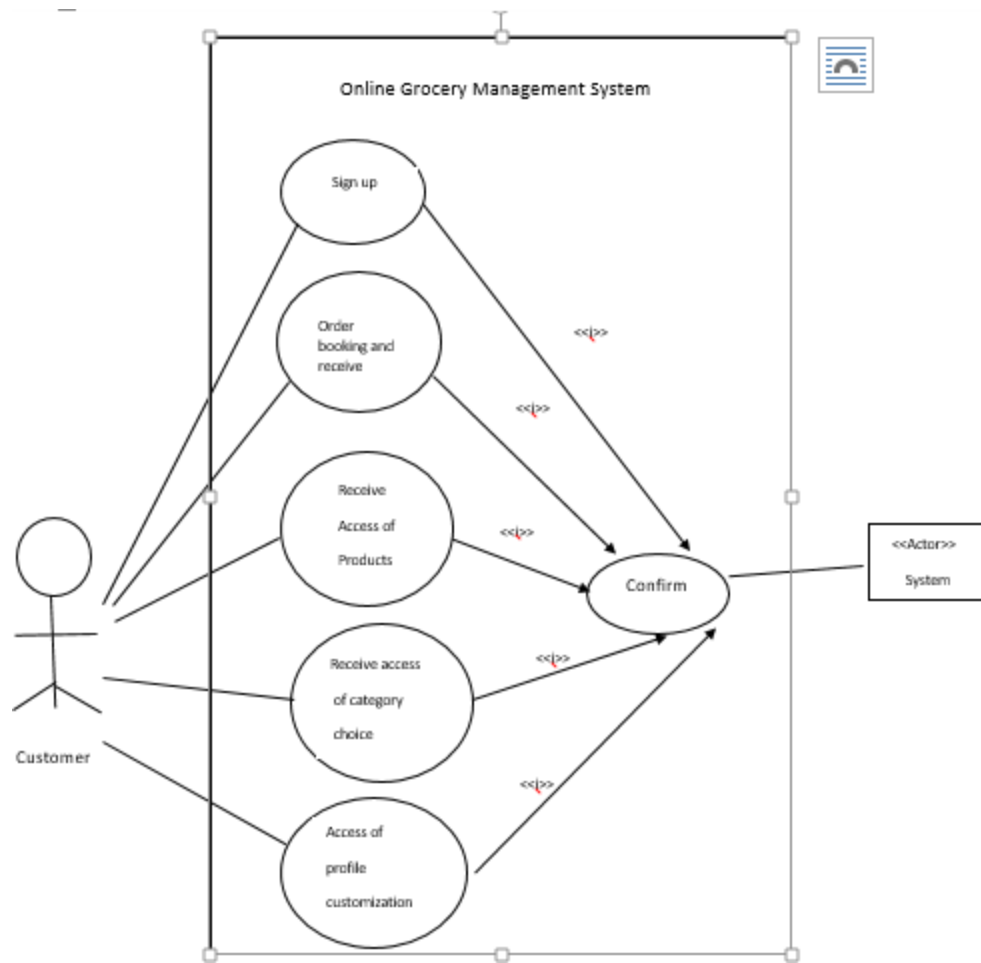 Online Grocery Management System
Sign up
Order
booking and
receive
<<i>>
<<i>>
Receive
Access of
Products
<<i>>
Confirm
<<Actor>>
System
Receive access
of category
choice
<<i>>
Customer
<<i>>
Access of
profile
customization